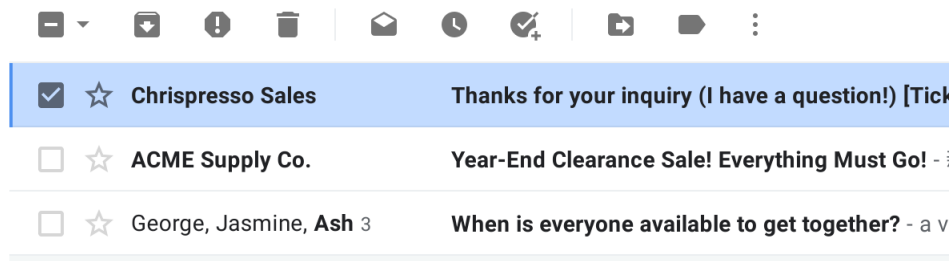 Chrispresso Sales Thanks for your inquiry (I have a question!) [Tick
ACME Supply Co. Year-End Clearance Sale! Everything Must Go! -
George, Jasmine, Ash 3 When is everyone available to get together? - a v